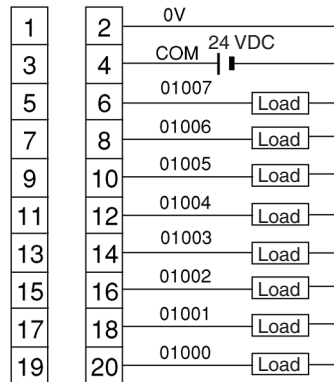 1 2 0V
3 4 COM 24 VDC
5 6 01007 Load
7 8 01006 Load
9 10 01005 Load
11 12 01004 Load
13 14 01003 Load
15 16 01002 Load
17 18 01001 Load
19 20 01000 Load